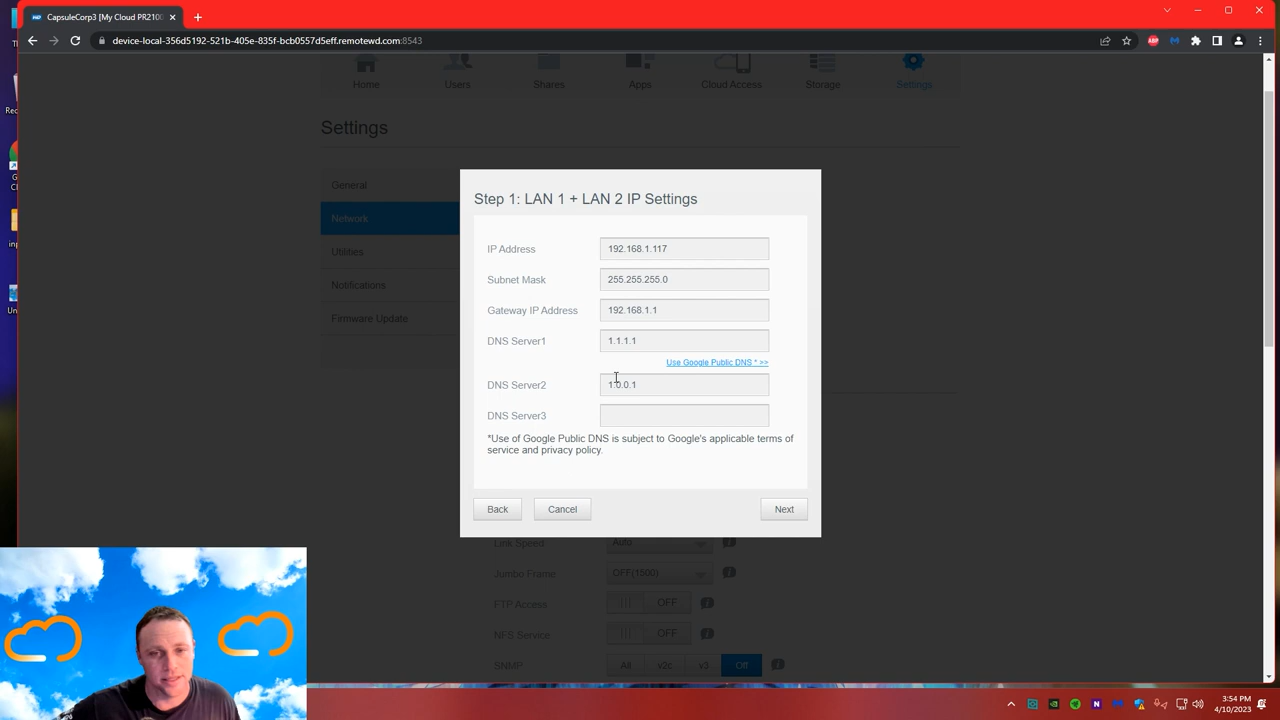 CapsuleCorp3 [My Cloud PR2100
device-local-356d5192-521b-405e-835f-bcb0557d5eff.remotewd.com:8543
Home
Users
Shares
Apps
Cloud Access
Storage
Settings
Settings
General
Network
Utilities
Notifications
Firmware Update
Step 1: LAN 1 + LAN 2 IP Settings
IP Address 192.168.1.117
Subnet Mask 255.255.255.0
Gateway IP Address 192.168.1.1
DNS Server1 1.1.1.1
Use Google Public DNS * >>
DNS Server2 1.0.0.1
DNS Server3
*Use of Google Public DNS is subject to Google's applicable terms of
service and privacy policy.
Back
Cancel
Next
Link Speed Auto
Jumbo Frame OFF(1500)
FTP Access OFF
NFS Service OFF
SNMP All v2c v3 Off
3:54 PM
4/10/2023